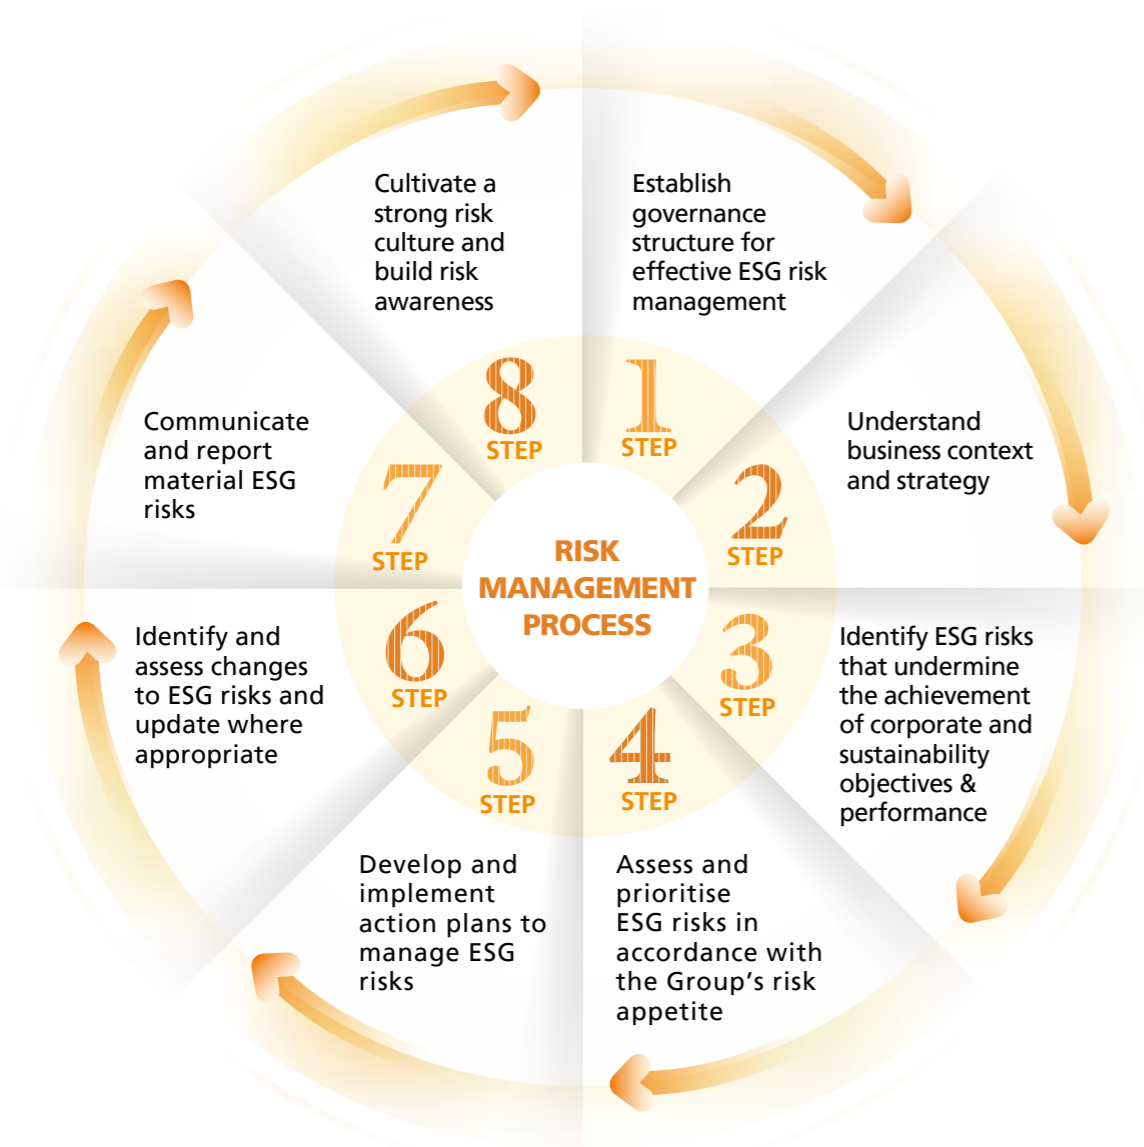 RISK
MANAGEMENT
PROCESS
1
STEP
Establish
governance
structure for
effective ESG risk
management
2
STEP
Understand
business context
and strategy
3
STEP
Identify ESG risks
that undermine
the achievement
of corporate and
sustainability
objectives &
performance
4
STEP
Assess and
prioritise
ESG risks in
accordance with
the Group’s risk
appetite
5
STEP
Develop and
implement
action plans to
manage ESG
risks
6
STEP
Identify and
assess changes
to ESG risks and
update where
appropriate
7
STEP
Communicate
and report
material ESG
risks
8
STEP
Cultivate a
strong risk
culture and
build risk
awareness